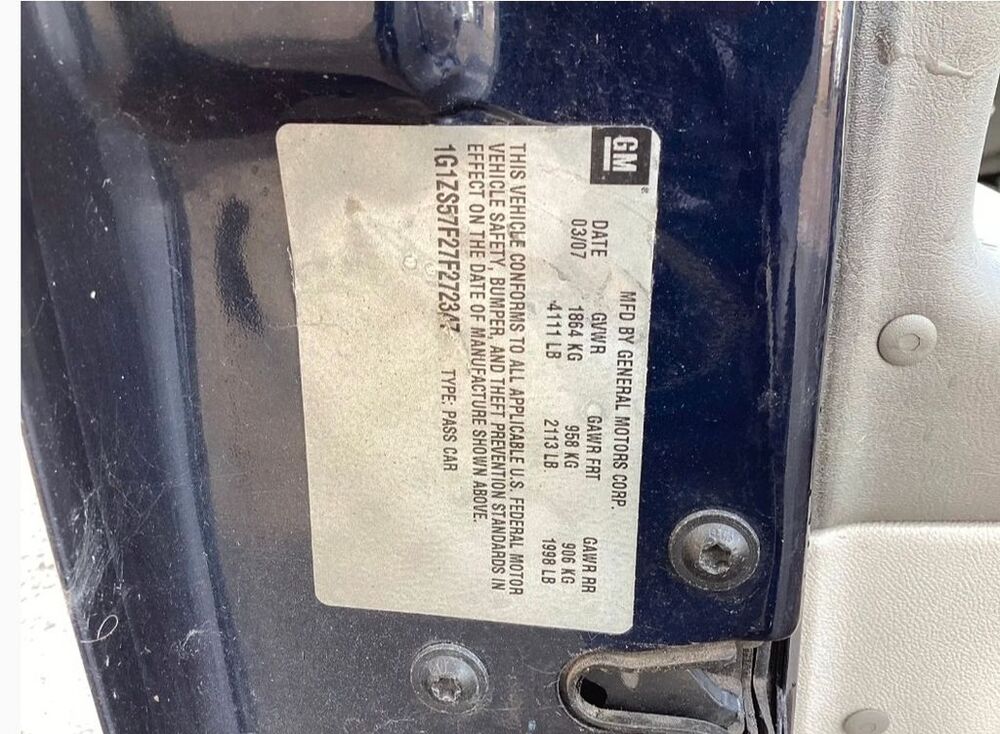 GM
MFD BY GENERAL MOTORS CORP.
DATE GVWR GAWR FRT GAWR RR
03/07 1864 KG 958 KG 906 KG
4111 LB 2113 LB 1998 LB
THIS VEHICLE CONFORMS TO ALL APPLICABLE U.S. FEDERAL MOTOR
VEHICLE SAFETY, BUMPER, AND THEFT PREVENTION STANDARDS IN
EFFECT ON THE DATE OF MANUFACTURE SHOWN ABOVE.
1G1ZS57F27F272347 TYPE: PASS CAR